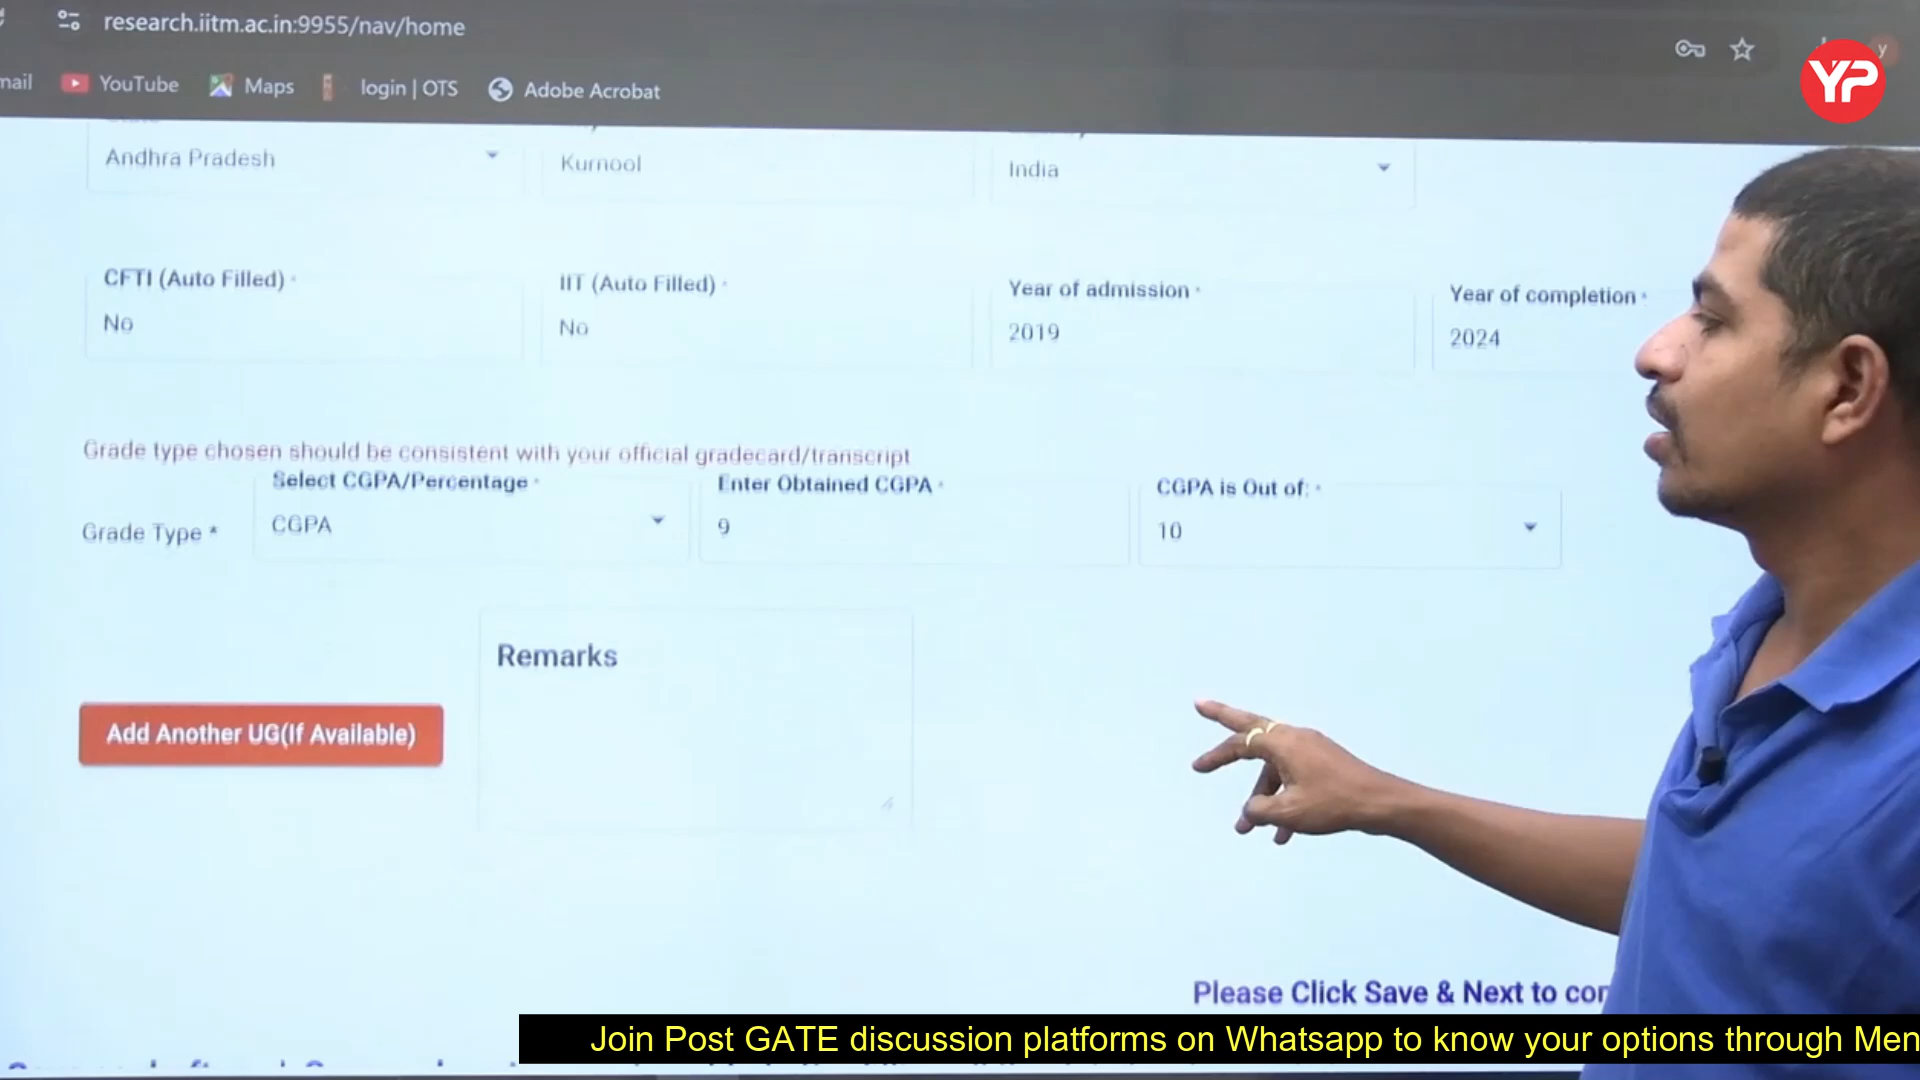 research.iitm.ac.in:9955/nav/home
mail YouTube Maps login | OTS Adobe Acrobat
y
YP
Andhra Pradesh Kurnool India
CFTI (Auto Filled) * IIT (Auto Filled) * Year of admission * Year of completion *
No No 2019 2024
Grade type chosen should be consistent with your official gradecard/transcript
Select CGPA/Percentage * Enter Obtained CGPA * CGPA is Out of: *
Grade Type * CGPA 9 10
Remarks
Add Another UG(If Available)
Please Click Save & Next to con
Join Post GATE discussion platforms on Whatsapp to know your options through Men